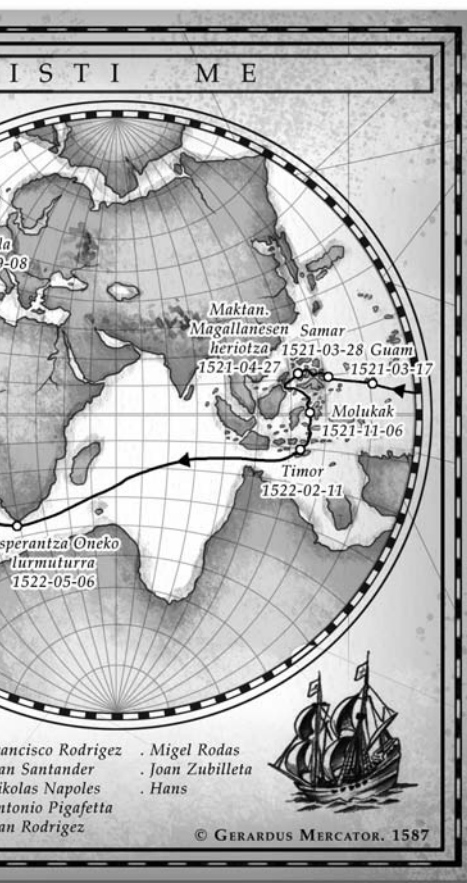 ISTI ME
la
9-08
Maktan.
Magallanesen
heriotza
1521-04-27
Samar
1521-03-28
Guam
1521-03-17
Molukak
1521-11-06
Timor
1522-02-11
sperantza Oneko
lurmuturra
1522-05-06
ancisco Rodrigez
an Santander
ikolas Napoles
ntonio Pigafetta
an Rodrigez
. Migel Rodas
. Joan Zubilleta
. Hans
© GERARDUS MERCATOR. 1587